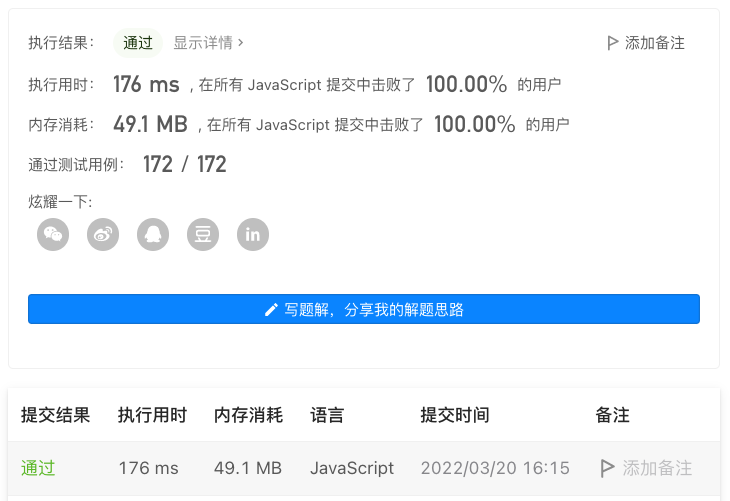 执行结果： 通过 显示详情 > 添加备注
执行用时： 176 ms , 在所有 JavaScript 提交中击败了 100.00% 的用户
内存消耗： 49.1 MB , 在所有 JavaScript 提交中击败了 100.00% 的用户
通过测试用例： 172 / 172
炫耀一下:
豆 in
写题解，分享我的解题思路
提交结果 执行用时 内存消耗 语言 提交时间 备注
通过 176 ms 49.1 MB JavaScript 2022/03/20 16:15 添加备注